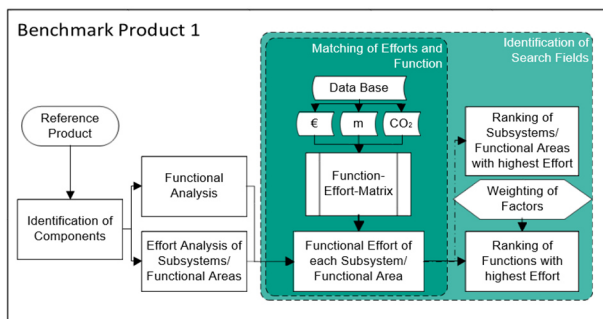 Benchmark Product 1
Matching of Efforts and
Function
Identification of
Search Fields
Data Base
€
m
CO₂
Reference
Product
Function-
Effort-Matrix
Ranking of
Subsystems/
Functional Areas
with highest Effort
Functional
Analysis
Weighting of
Factors
Identification of
Components
Effort Analysis of
Subsystems/
Functional Areas
Functional Effort of
each Subsystem/
Functional Area
Ranking of
Functions with
highest Effort